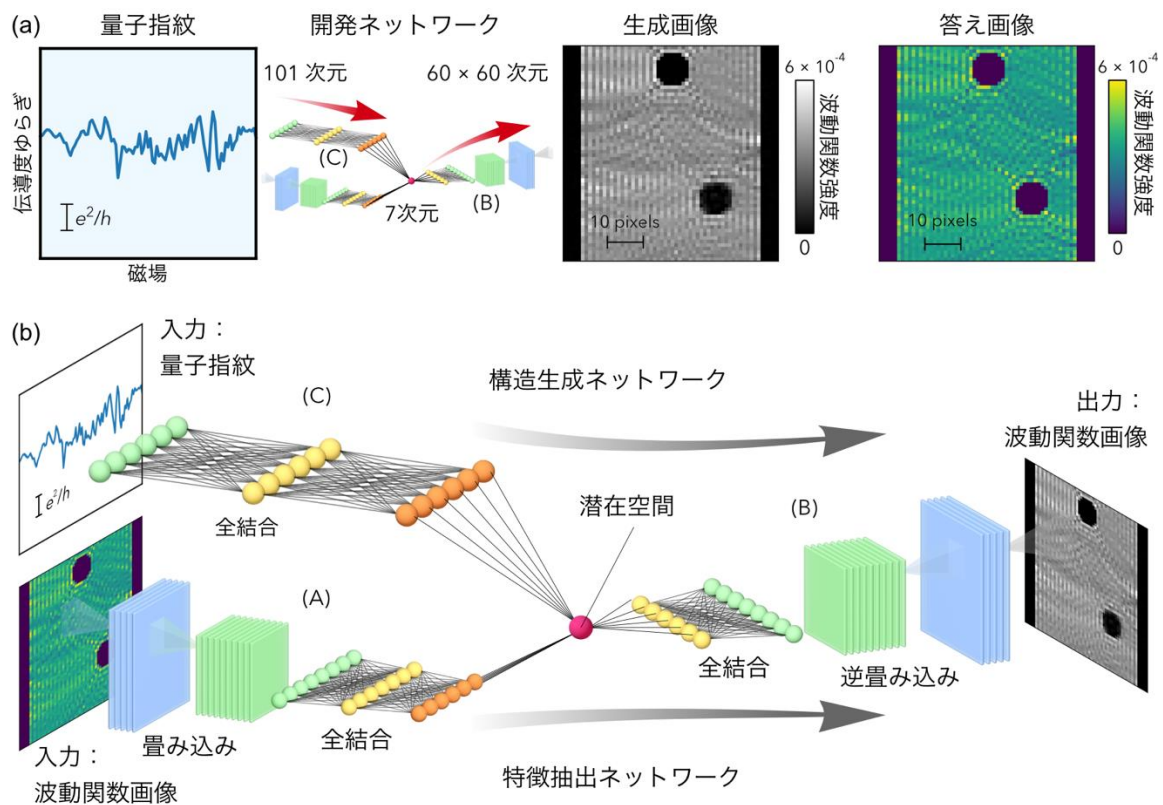 (a)
量子指紋
開発ネットワーク
生成画像
答え画像
伝導度ゆらぎ
e²/h
磁場
101 次元
60 × 60 次元
(C)
(B)
7次元
10 pixels
6 × 10⁻⁴
波動関数強度
0
10 pixels
6 × 10⁻⁴
波動関数強度
0
(b)
入力：
量子指紋
e²/h
(C)
構造生成ネットワーク
出力：
波動関数画像
全結合
潜在空間
(B)
(A)
全結合
逆畳み込み
畳み込み
全結合
入力：
波動関数画像
特徴抽出ネットワーク